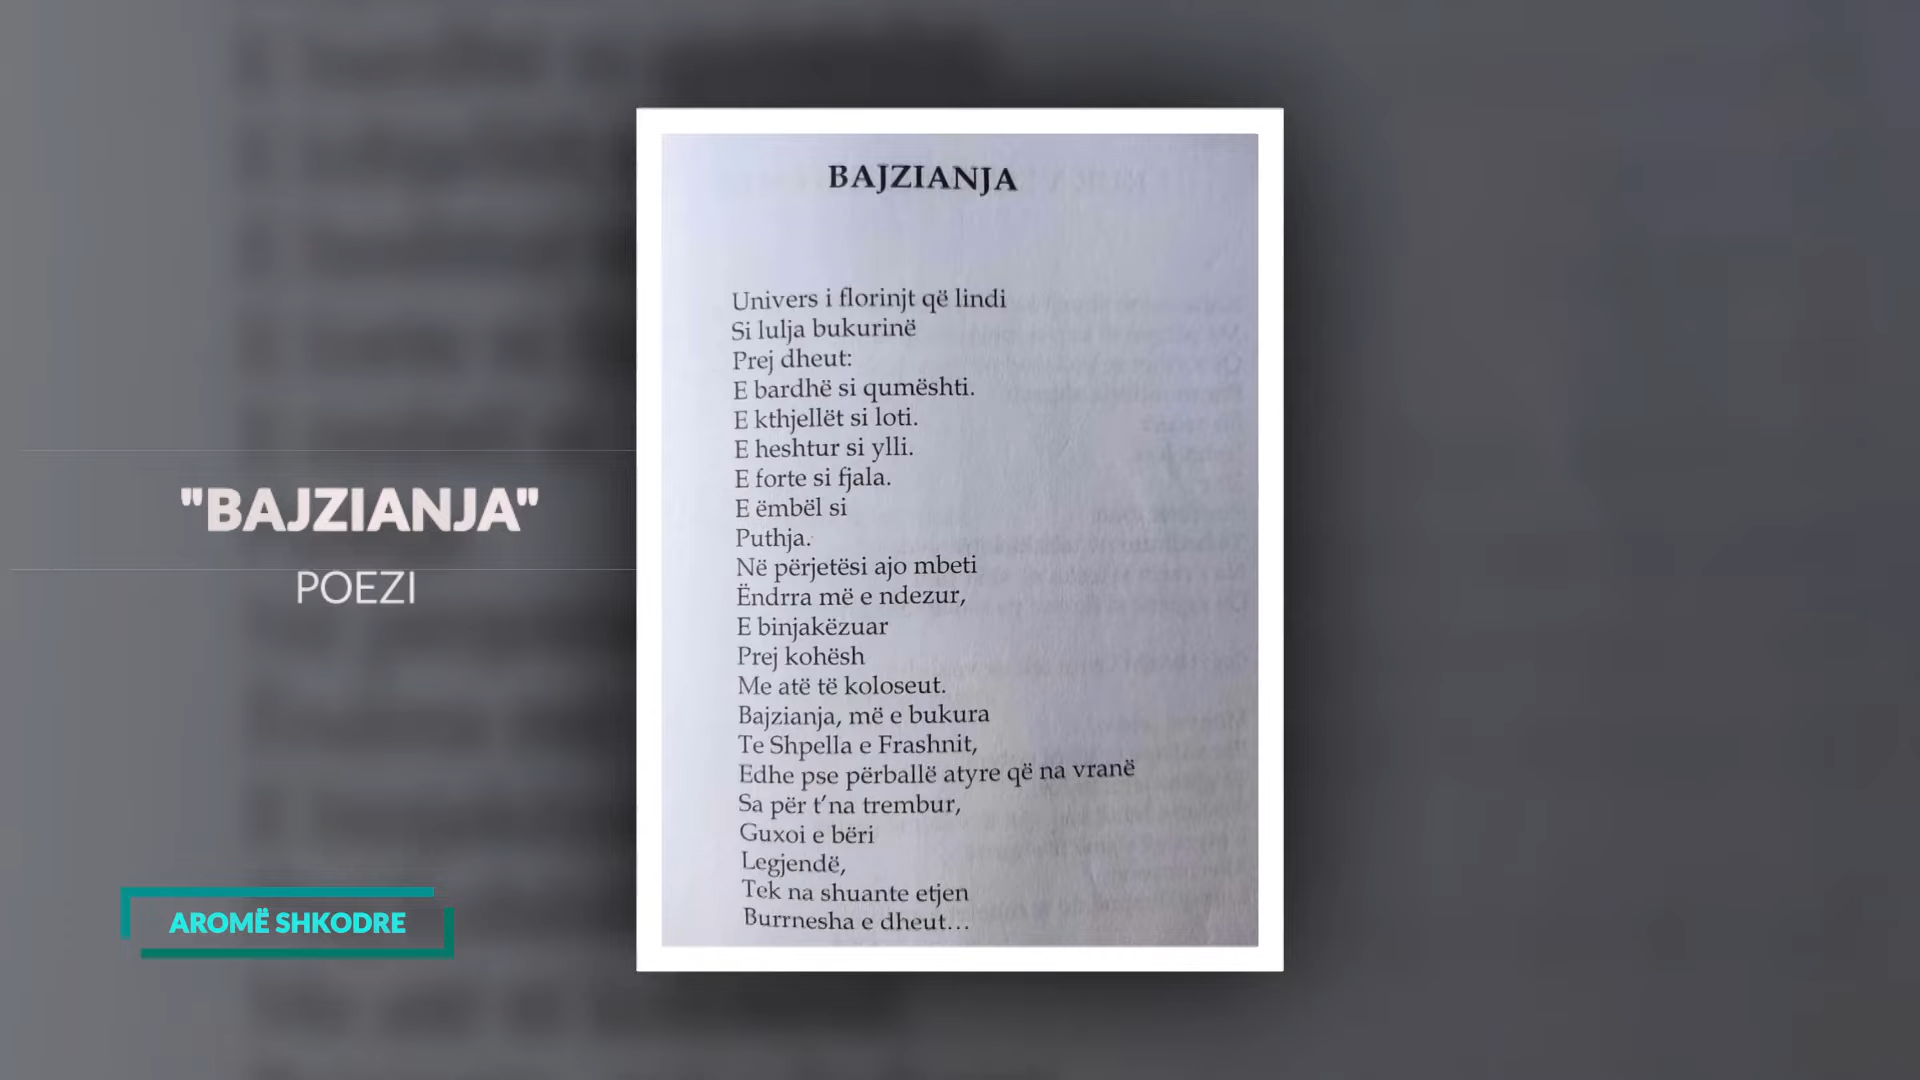 "BAJZIANJA"
POEZI
AROMË SHKODRE
BAJZIANJA
Univers i florinjt që lindi
Si lulja bukurinë
Prej dheut:
E bardhë si qumështi.
E kthjellët si loti.
E heshtur si ylli.
E forte si fjala.
E ëmbël si
Puthja.
Në përjetësi ajo mbeti
Ëndrra më e ndezur,
E binjakëzuar
Prej kohësh
Me atë të koloseut.
Bajzianja, më e bukura
Te Shpella e Frashnit,
Edhe pse përballë atyre që na vranë
Sa për t'na trembur,
Guxoi e bëri
Legjendë,
Tek na shuante etjen
Burrnesha e dheut...